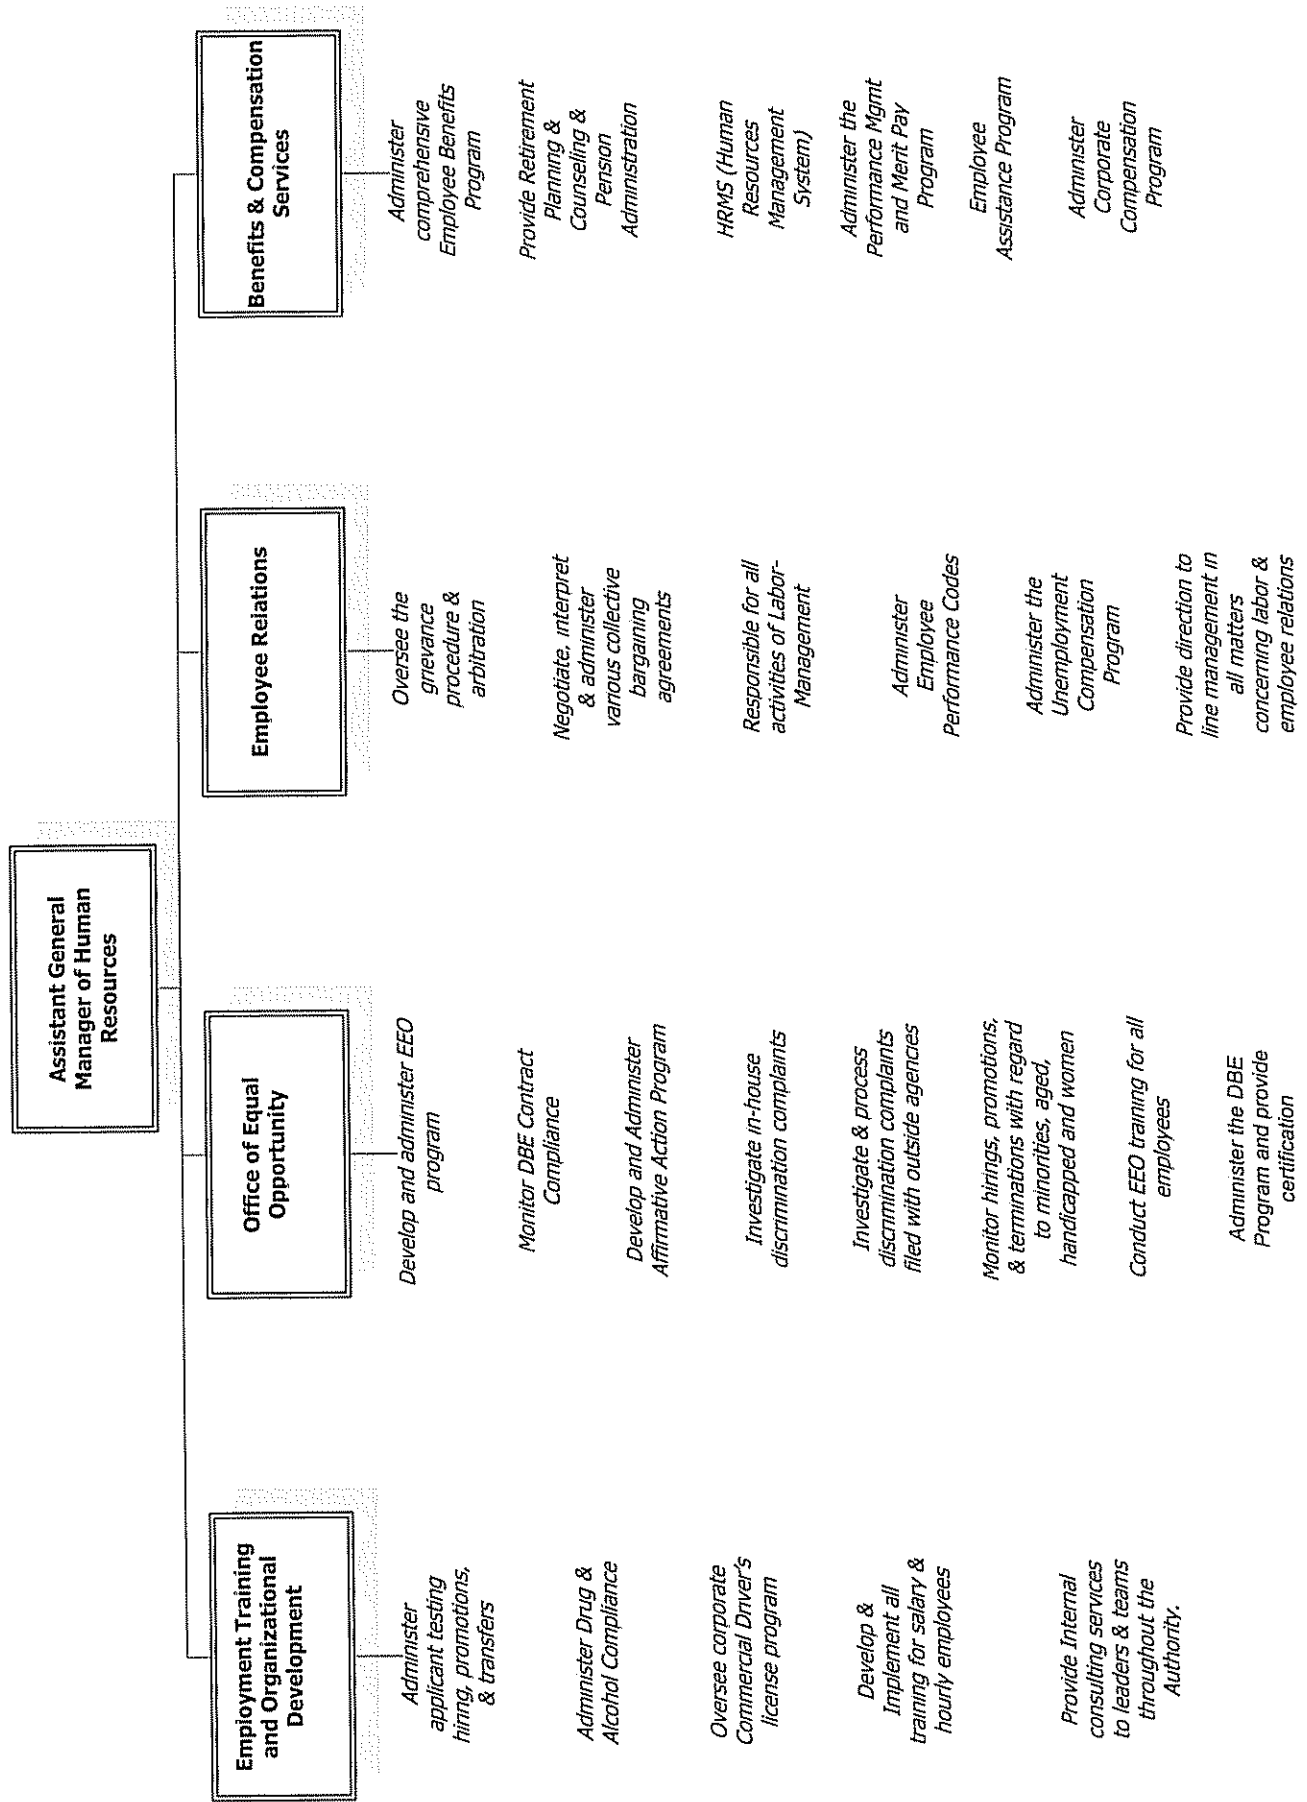 Assistant General
Manager of Human
Resources
Employment Training
and Organizational
Development
Administer
applicant testing
hiring, promotions,
& transfers
Administer Drug &
Alcohol Compliance
Oversee corporate
Commercial Driver's
license program
Develop &
Implement all
training for salary &
hourly employees
Provide Internal
consulting services
to leaders & teams
throughout the
Authority.
Office of Equal
Opportunity
Develop and administer EEO
program
Monitor DBE Contract
Compliance
Develop and Administer
Affirmative Action Program
Investigate in-house
discrimination complaints
Investigate & process
discrimination complaints
filed with outside agencies
Monitor hirings, promotions,
& terminations with regard
to minorities, aged,
handicapped and women
Conduct EEO training for all
employees
Administer the DBE
Program and provide
certification
Employee Relations
Oversee the
grievance
procedure &
arbitration
Negotiate, interpret
& administer
various collective
barganing
agreements
Responsible for all
activities of Labor-
Management
Administer
Employee
Performance Codes
Administer the
Unemployment
Compensation
Program
Provide direction to
line management in
all matters
concerning labor &
employee relations
Benefits & Compensation
Services
Administer
comprehensive
Employee Benefits
Program
Provide Retirement
Planning &
Counseling &
Pension
Administration
HRMS (Human
Resources
Management
System)
Administer the
Performance Mgmt
and Merit Pay
Program
Employee
Assistance Program
Administer
Corporate
Compensation
Program